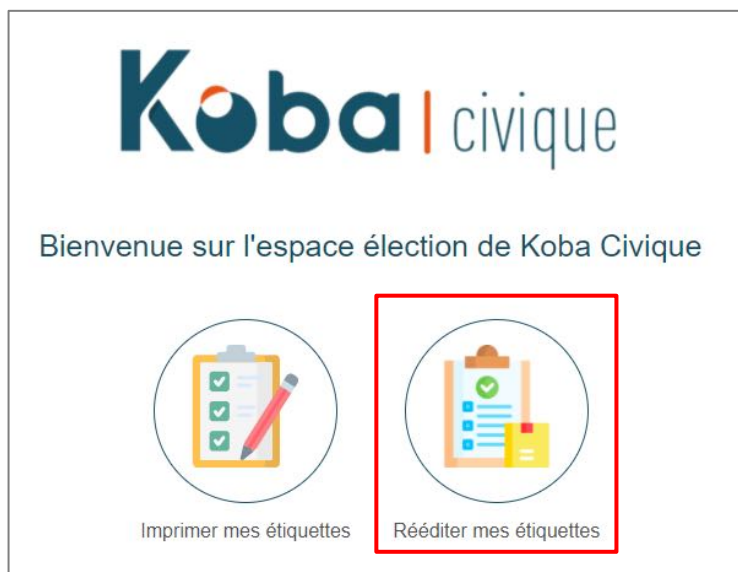 Koba | civique
Bienvenue sur l'espace élection de Koba Civique
Imprimer mes étiquettes
Rééditer mes étiquettes